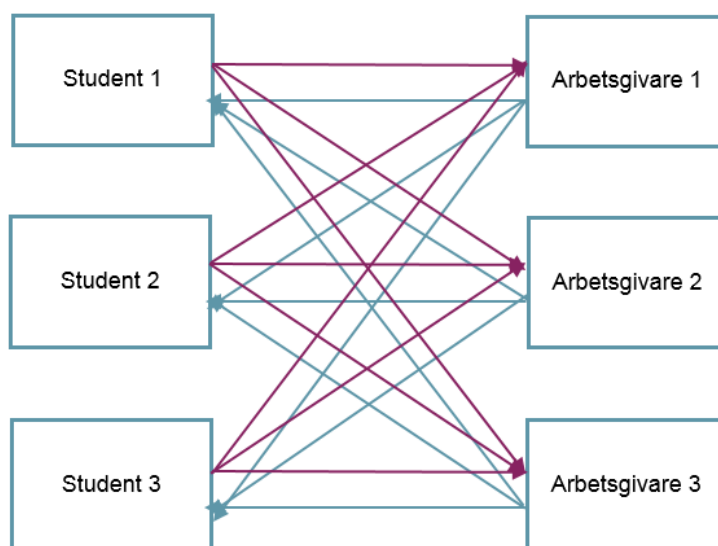 Student 1
Arbetsgivare 1
Student 2
Arbetsgivare 2
Student 3
Arbetsgivare 3